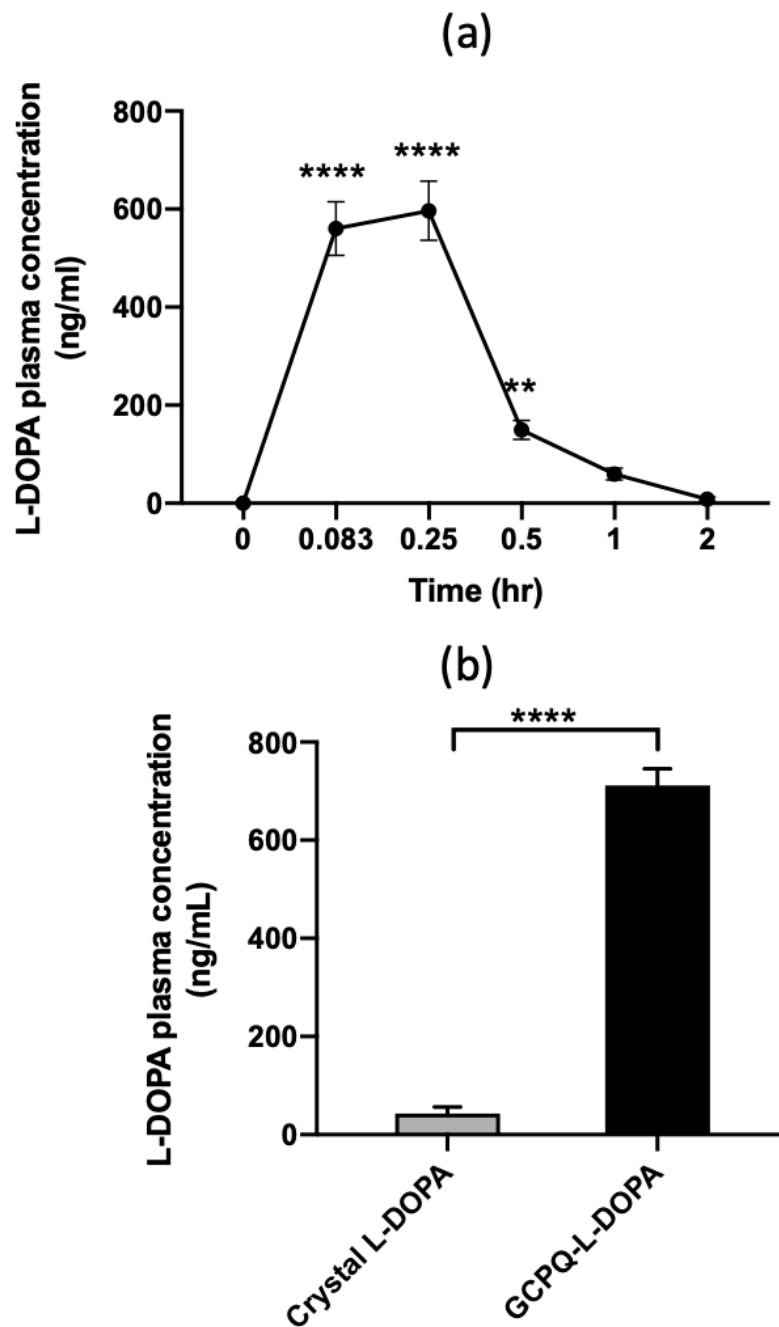 (a)
L-DOPA plasma concentration
(ng/ml)
800
600
400
200
0
****
****
**
0 0.083 0.25 0.5 1 2
Time (hr)
(b)
L-DOPA plasma concentration
(ng/mL)
800
600
400
200
0
****
Crystal L-DOPA
GCPQ-L-DOPA